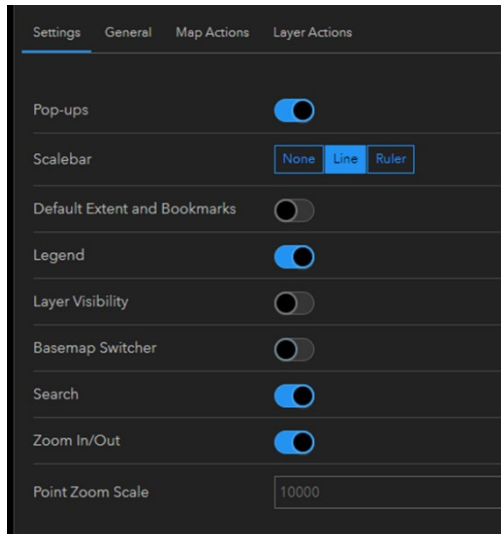 Settings General Map Actions Layer Actions
Pop-ups
Scalebar None Line Ruler
Default Extent and Bookmarks
Legend
Layer Visibility
Basemap Switcher
Search
Zoom In/Out
Point Zoom Scale 10000